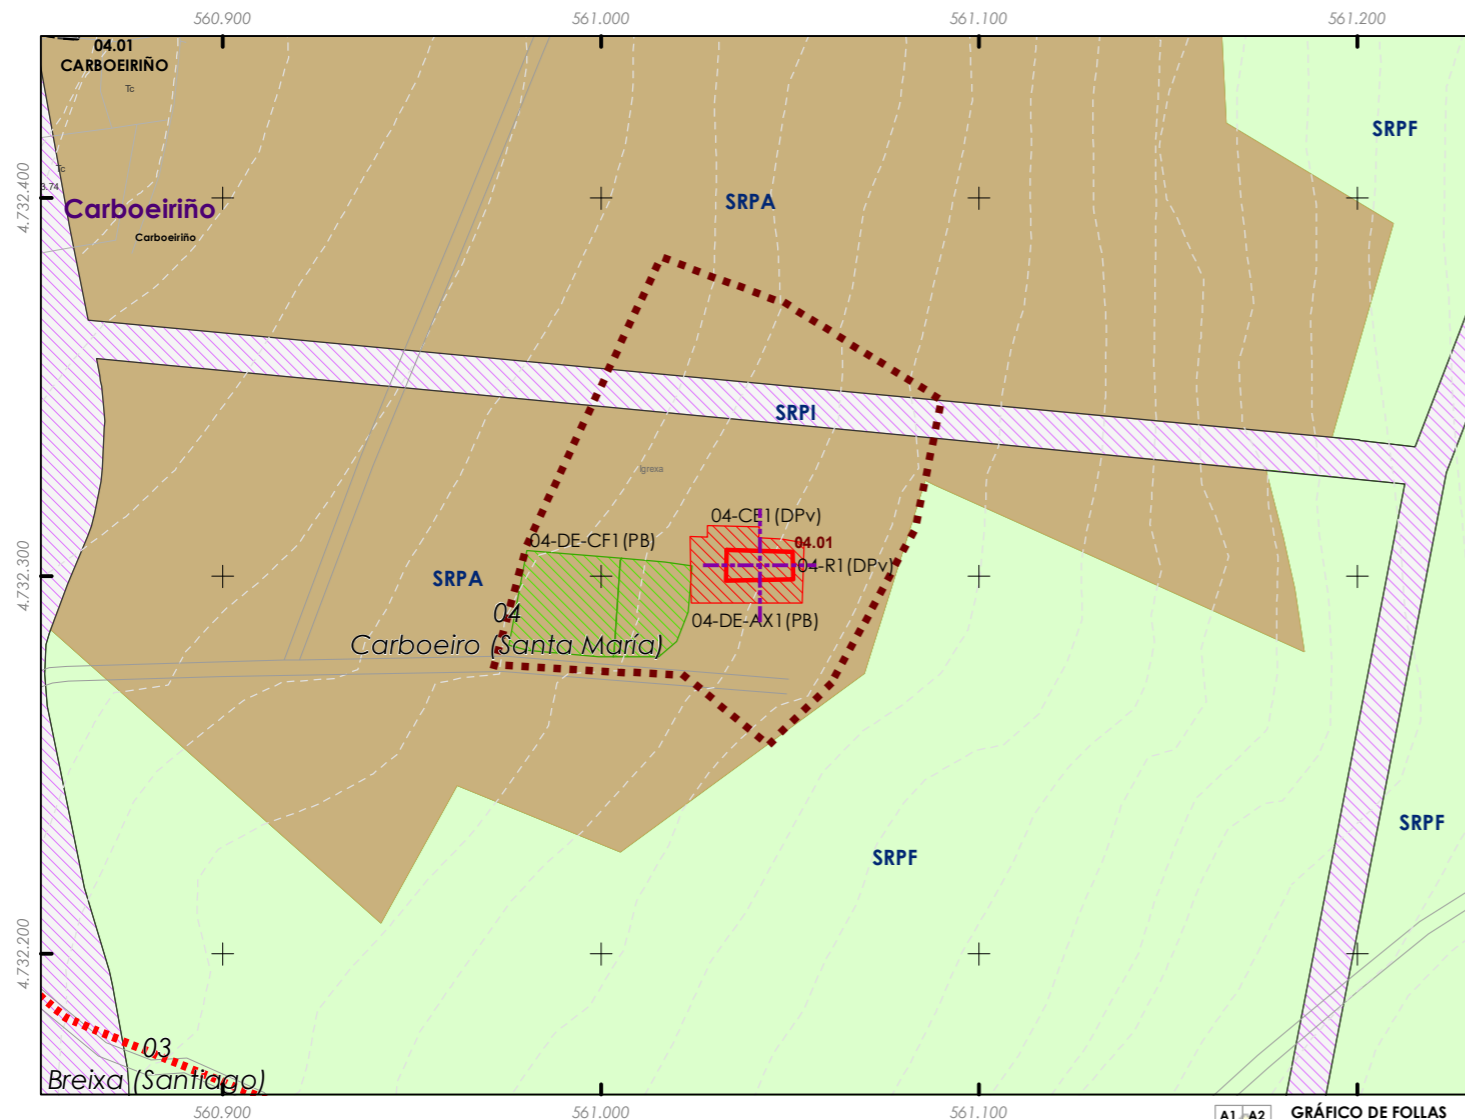 560.900 561.000 561.100 561.200
04.01
CARBOEIRIÑO
Tc
SRPF
Tc
3.74
4.732.400
SRPA
Carboeiriño
Carboeiriño
SRPI
Igrexa
04-CE1(DPv)
04-DE-CF1(PB)
04.01
04-R1(DPv)
4.732.300
SRPA
04
04-DE-AX1(PB)
Carboeiro (Santa María)
SRPF
SRPF
4.732.200
03
Breixa (Santiago)
560.900 561.000 561.100
A1 A2 GRÁFICO DE FOLLAS